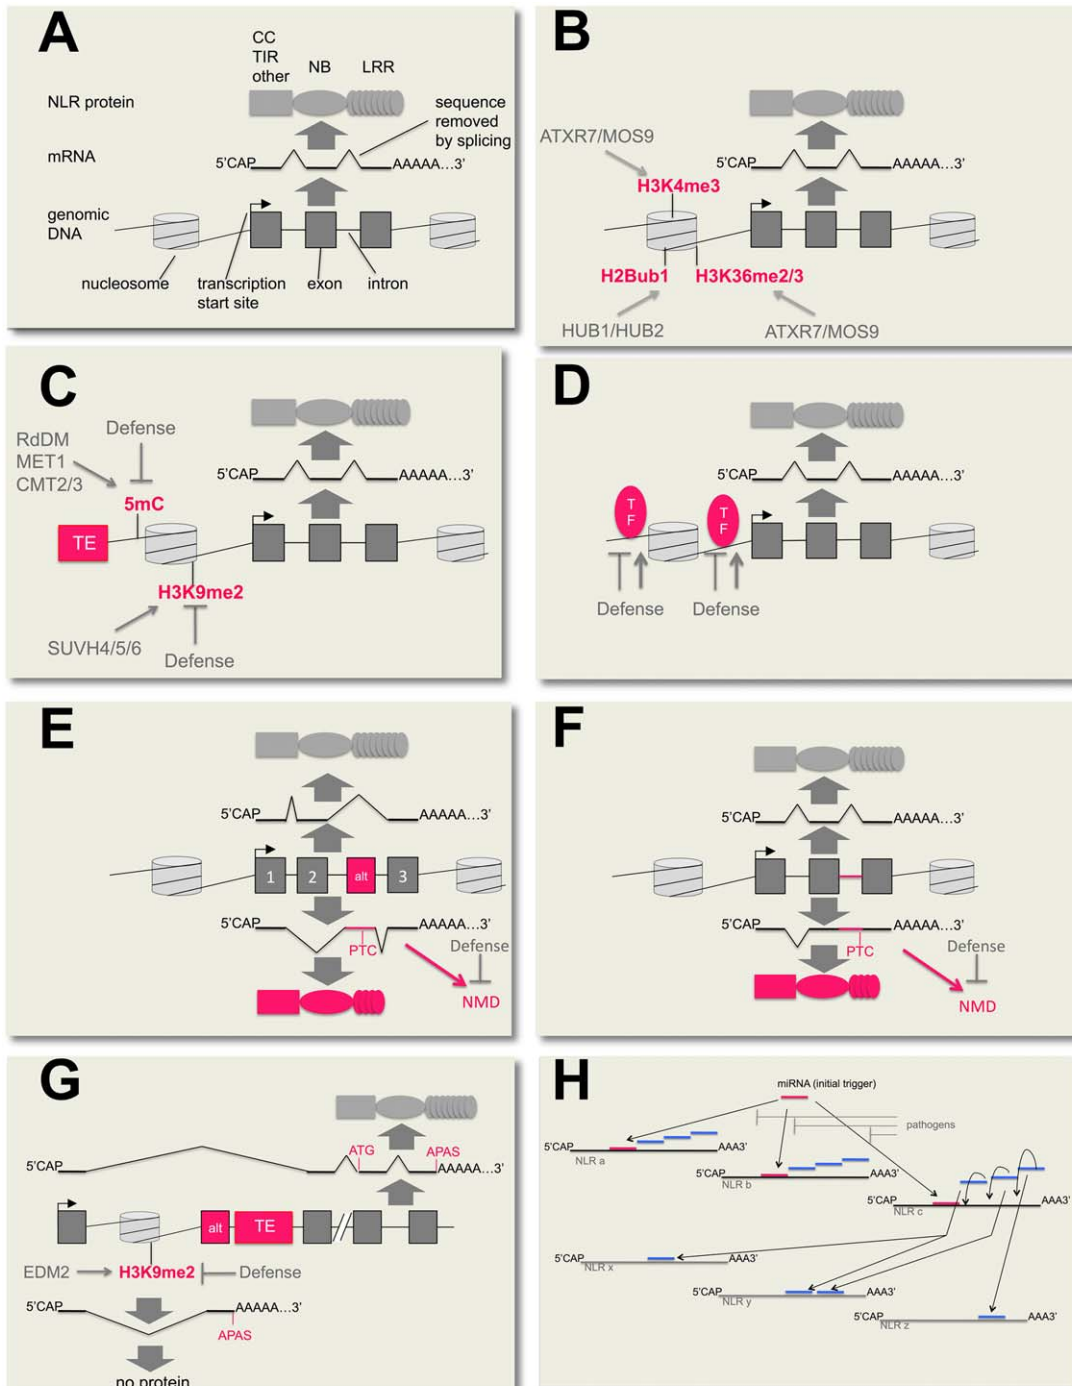 A
CC
TIR
other
NB
LRR
NLR protein
sequence
removed
by splicing
mRNA
5'CAP
AAAAA...3'
genomic
DNA
nucleosome
transcription
start site
exon
intron
B
ATXR7/MOS9
5'CAP
AAAAA...3'
H3K4me3
H2Bub1
H3K36me2/3
HUB1/HUB2
ATXR7/MOS9
C
Defense
RdDM
MET1
CMT2/3
5'CAP
AAAAA...3'
5mC
TE
H3K9me2
SUVH4/5/6
Defense
D
5'CAP
AAAAA...3'
TF
TF
Defense
Defense
E
5'CAP
AAAAA...3'
1
2
alt
3
5'CAP
AAAAA...3'
PTC
Defense
NMD
F
5'CAP
AAAAA...3'
5'CAP
AAAAA...3'
PTC
Defense
NMD
G
ATG
APAS
5'CAP
AAAAA...3'
alt
TE
EDM2
H3K9me2
Defense
5'CAP
AAAAA...3'
APAS
no protein
H
miRNA (initial trigger)
pathogens
5'CAP
AAA3'
NLR a
5'CAP
AAA3'
NLR b
5'CAP
AAA3'
NLR c
5'CAP
AAA3'
NLR x
5'CAP
AAA3'
NLR y
5'CAP
AAA3'
NLR z